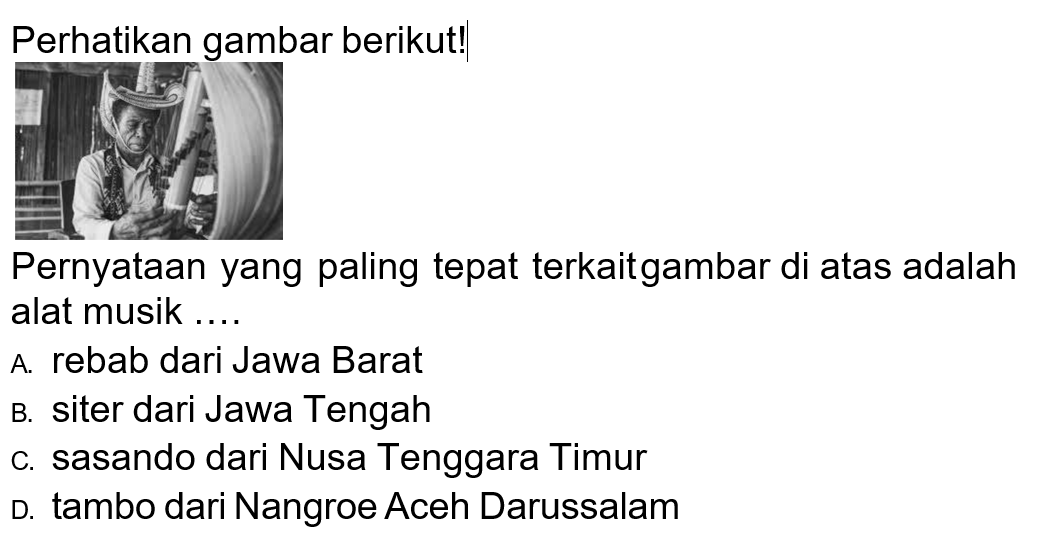 Perhatikan gambar berikut!
Pernyataan yang paling tepat terkait gambar di atas adalah
alat musik ....
A. rebab dari Jawa Barat
B. siter dari Jawa Tengah
C. sasando dari Nusa Tenggara Timur
D. tambo dari Nangroe Aceh Darussalam